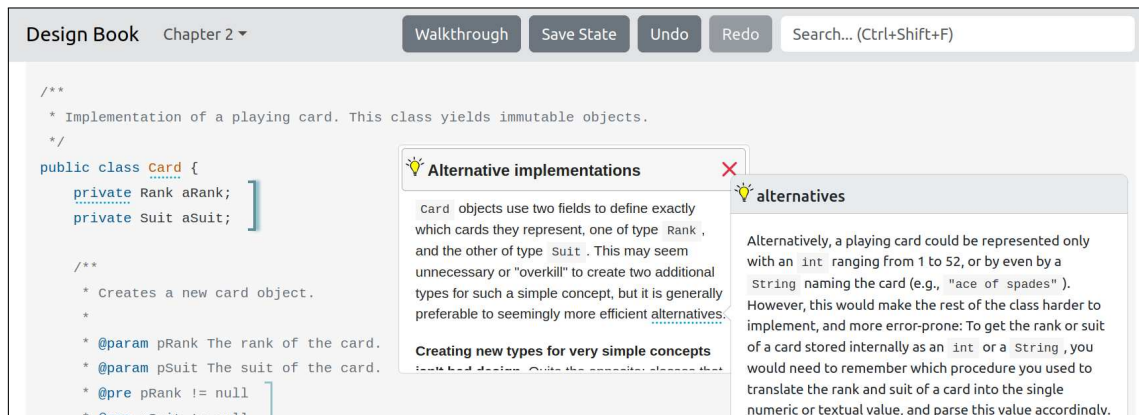 Design Book Chapter 2 Walkthrough Save State Undo Redo Search... (Ctrl+Shift+F)
/**
* Implementation of a playing card. This class yields immutable objects.
*/
public class Card {
private Rank aRank;
private Suit aSuit;
/**
* Creates a new card object.
*
* @param pRank The rank of the card.
* @param pSuit The suit of the card.
* @pre pRank != null
Alternative implementations
Card objects use two fields to define exactly
which cards they represent, one of type Rank ,
and the other of type Suit . This may seem
unnecessary or "overkill" to create two additional
types for such a simple concept, but it is generally
preferable to seemingly more efficient alternatives.
Creating new types for very simple concepts
alternatives
Alternatively, a playing card could be represented only
with an int ranging from 1 to 52, or by even by a
String naming the card (e.g., "ace of spades" ).
However, this would make the rest of the class harder to
implement, and more error-prone: To get the rank or suit
of a card stored internally as an int or a String , you
would need to remember which procedure you used to
translate the rank and suit of a card into the single
numeric or textual value, and parse this value accordingly.